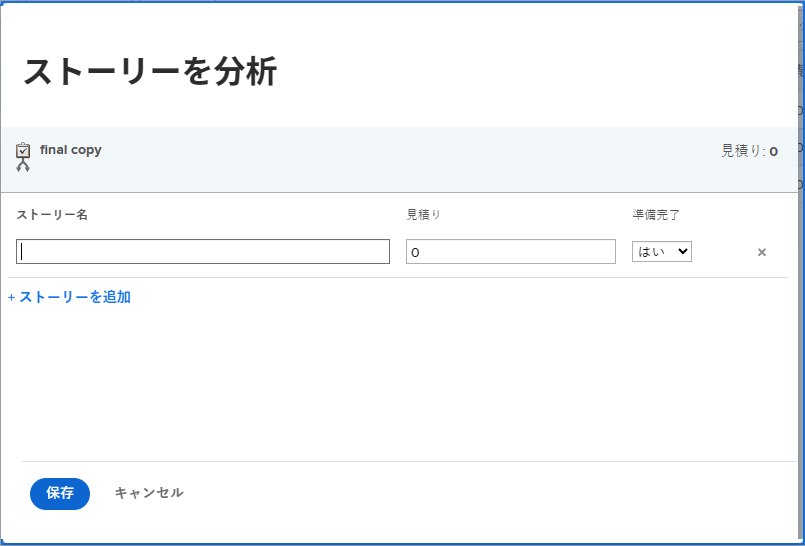 ストーリーを分析
final copy
見積り: 0
ストーリー名 見積り 準備完了
0 はい ×
+ ストーリーを追加
保存 キャンセル